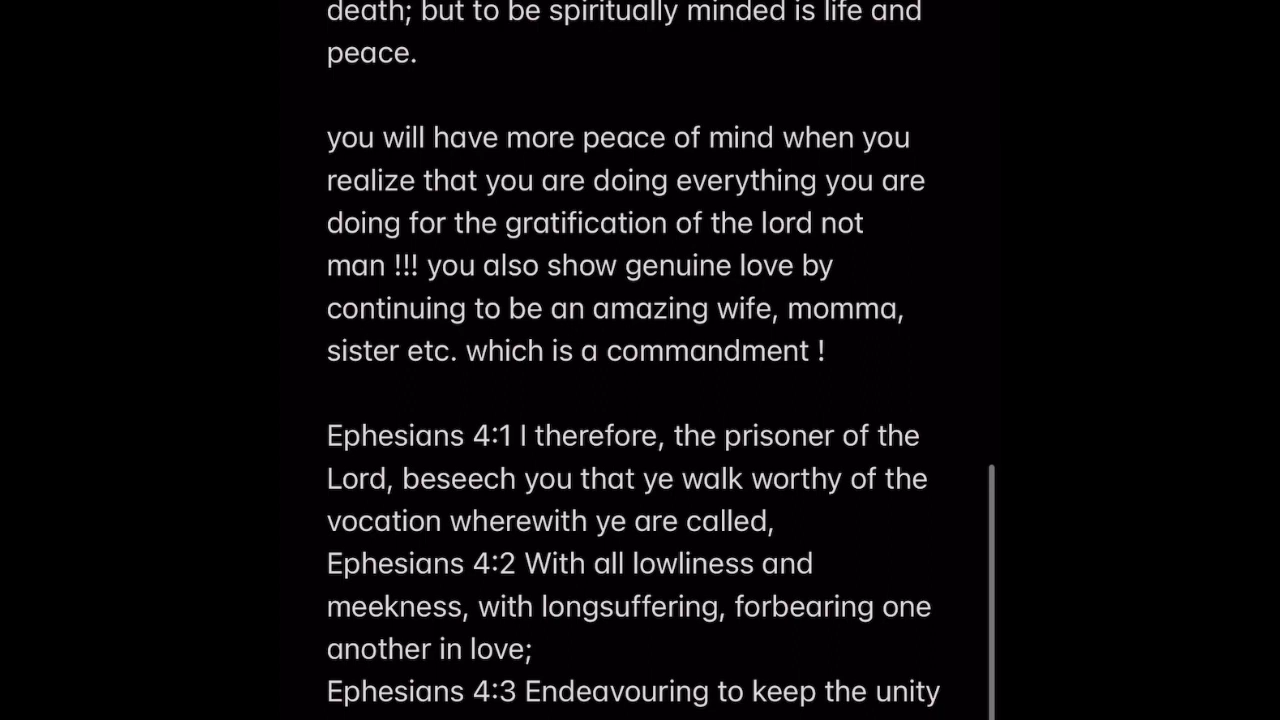 death; but to be spiritually minded is life and
peace.
you will have more peace of mind when you
realize that you are doing everything you are
doing for the gratification of the lord not
man !!! you also show genuine love by
continuing to be an amazing wife, momma,
sister etc. which is a commandment !
Ephesians 4:1 I therefore, the prisoner of the
Lord, beseech you that ye walk worthy of the
vocation wherewith ye are called,
Ephesians 4:2 With all lowliness and
meekness, with longsuffering, forbearing one
another in love;
Ephesians 4:3 Endeavouring to keep the unity